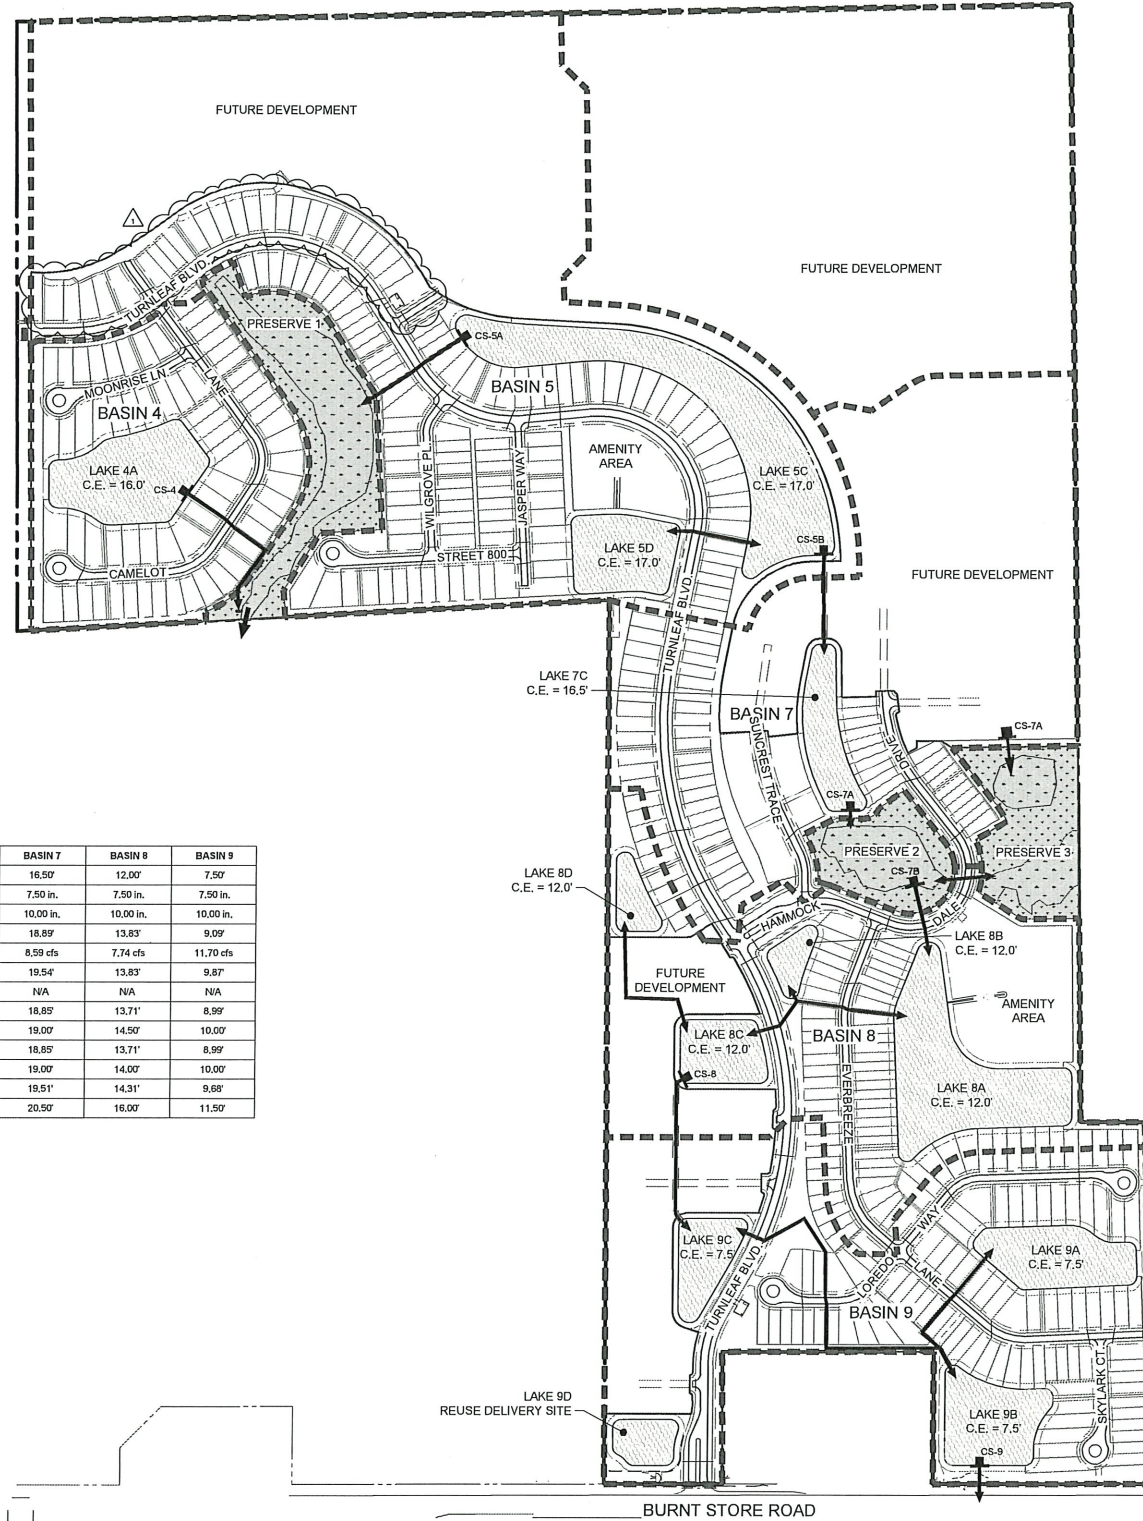 FUTURE DEVELOPMENT
FUTURE DEVELOPMENT
1
TURNLEAF BLVD.
PRESERVE 1
CS-5A
MOONRISE LN.
LANE
BASIN 4
BASIN 5
LAKE 4A
C.E. = 16.0'
CS-4
WILGROVE PL.
JASPER WAY
AMENITY
AREA
LAKE 5C
C.E. = 17.0'
CS-5B
STREET 800
LAKE 5D
C.E. = 17.0'
CAMELOT
FUTURE DEVELOPMENT
TURNLEAF BLVD.
LAKE 7C
C.E. = 16.5'
BASIN 7
SUNCREST TRACE
DRIVE
CS-7A
CS-7A
PRESERVE 2
PRESERVE 3
CS-7B
LAKE 8D
C.E. = 12.0'
HAMMOCK
DALE
LAKE 8B
C.E. = 12.0'
FUTURE
DEVELOPMENT
AMENITY
AREA
LAKE 8C
C.E. = 12.0'
BASIN 8
CS-8
EVERBREEZE
LAKE 8A
C.E. = 12.0'
BASIN 7 BASIN 8 BASIN 9
16.50' 12.00' 7.50'
7.50 in. 7.50 in. 7.50 in.
10.00 in. 10.00 in. 10.00 in.
18.89' 13.83' 9.09'
8.59 cfs 7.74 cfs 11.70 cfs
19.54' 13.83' 9.87'
N/A N/A N/A
18.85' 13.71' 8.99'
19.00' 14.50' 10.00'
18.85' 13.71' 8.99'
19.00' 14.00' 10.00'
19.51' 14.31' 9.68'
20.50' 16.00' 11.50'
LAKE 9C
C.E. = 7.5'
TURNLEAF BLVD.
WAY
LOREDO
LANE
LAKE 9A
C.E. = 7.5'
BASIN 9
SKYLARK CT.
LAKE 9D
REUSE DELIVERY SITE
LAKE 9B
C.E. = 7.5'
CS-9
BURNT STORE ROAD